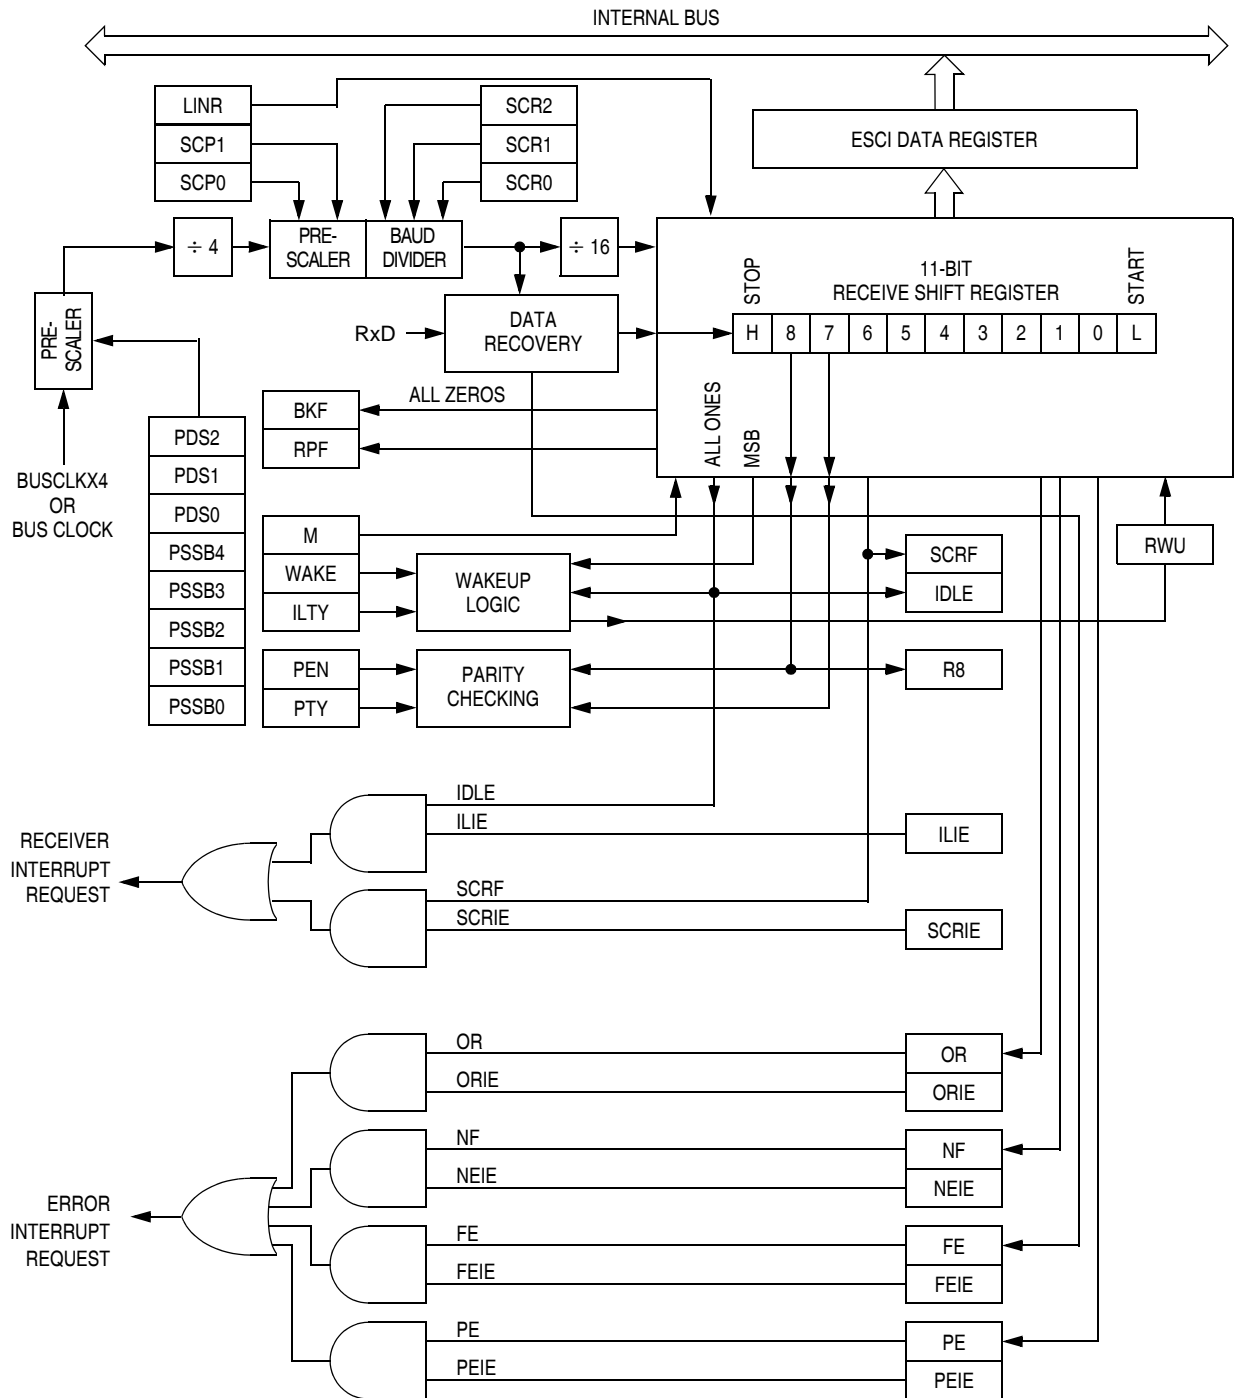 INTERNAL BUS
LINR
SCP1
SCP0
SCR2
SCR1
SCR0
ESCI DATA REGISTER
÷ 4
PRE-
SCALER
BAUD
DIVIDER
÷ 16
PRE-
SCALER
BUSCLKX4
OR
BUS CLOCK
RxD
DATA
RECOVERY
STOP
11-BIT
RECEIVE SHIFT REGISTER
START
H 8 7 6 5 4 3 2 1 0 L
ALL ZEROS
ALL ONES
MSB
BKF
RPF
PDS2
PDS1
PDS0
PSSB4
PSSB3
PSSB2
PSSB1
PSSB0
M
WAKE
ILTY
WAKEUP
LOGIC
SCRF
IDLE
RWU
PEN
PTY
PARITY
CHECKING
R8
RECEIVER
INTERRUPT
REQUEST
IDLE
ILIE
ILIE
SCRF
SCRIE
SCRIE
ERROR
INTERRUPT
REQUEST
OR
ORIE
OR
ORIE
NF
NEIE
NF
NEIE
FE
FEIE
FE
FEIE
PE
PEIE
PE
PEIE